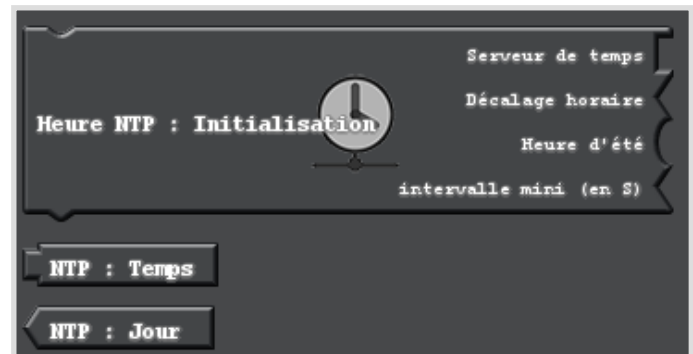 Serveur de temps
Décalage horaire
Heure NTP : Initialisation
Heure d'été
intervalle mini (en S)
NTP : Temps
NTP : Jour